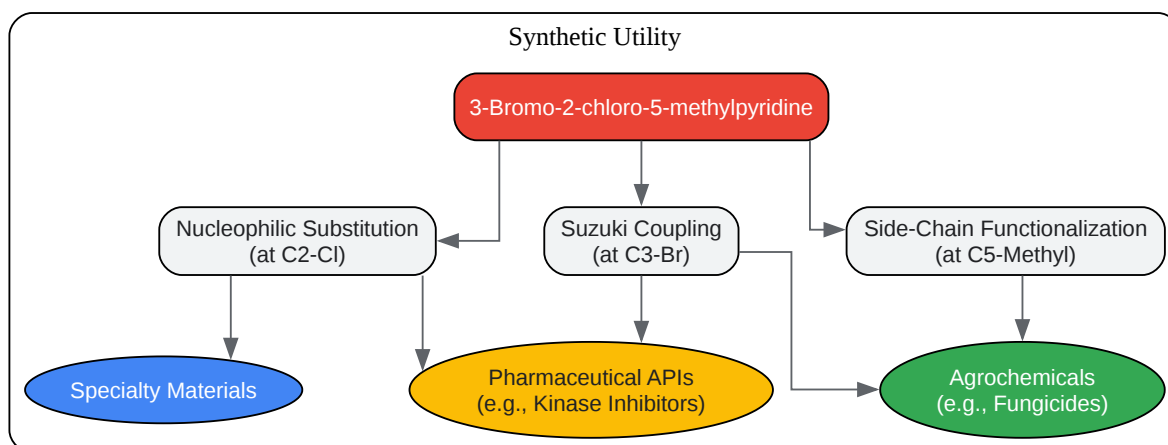 Synthetic Utility
3-Bromo-2-chloro-5-methylpyridine
Nucleophilic Substitution
(at C2-Cl)
Suzuki Coupling
(at C3-Br)
Side-Chain Functionalization
(at C5-Methyl)
Specialty Materials
Pharmaceutical APIs
(e.g., Kinase Inhibitors)
Agrochemicals
(e.g., Fungicides)